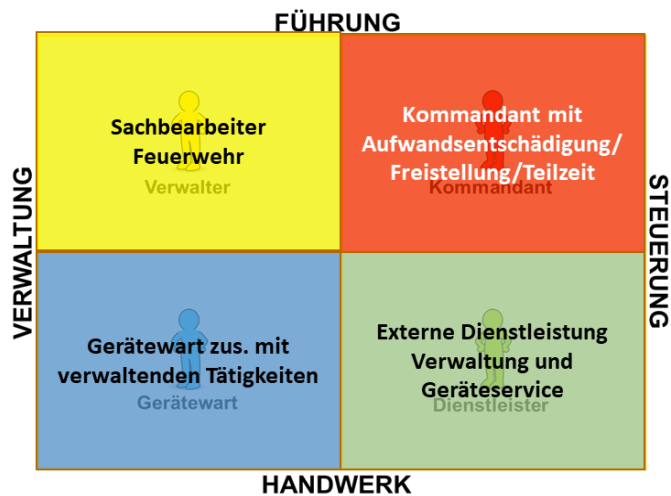 FÜHRUNG
Sachbearbeiter
Feuerwehr
Verwalter
Kommandant mit
Aufwandsentschädigung/
Freistellung/Teilzeit
Kommandant
VERWALTUNG
STEUERUNG
Gerätewart zus. mit
verwaltenden Tätigkeiten
Gerätewart
Externe Dienstleistung
Verwaltung und
Geräteservice
Dienstleister
HANDWERK